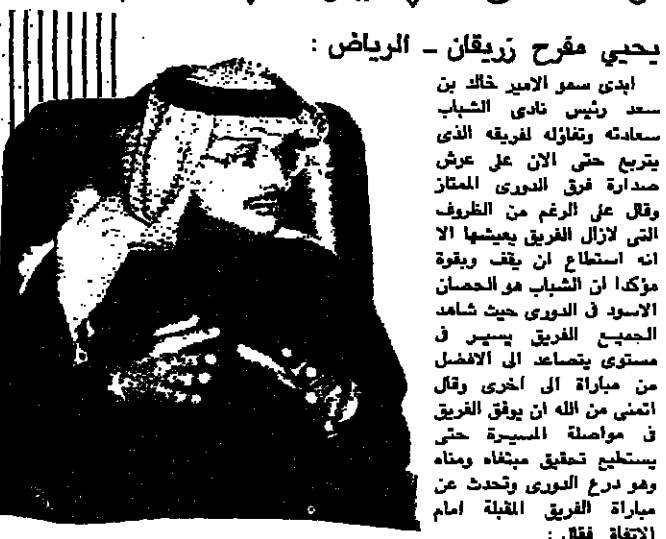 يحيي مفرح زريقان - الرياض :
ابدى سمو الامير خالد بن
سعد رئيس نادى الشباب
سعادته وتفاؤله لفريقه الذى
يتربع حتى الان على عرش
صدارة فرق الدورى الممتاز
وقال على الرغم من الظروف
التى لازال الفريق يعيشها الا
انه استطاع ان يقف وبقوة
مؤكدا ان الشباب هو الحصان
الاسود فى الدورى حيث شاهد
الجميع الفريق يسير فى
مستوى يتصاعد الى الافضل
من مباراة الى اخرى وقال
اتمنى من الله ان يوفق الفريق
فى مواصلة المسيرة حتى
يستطيع تحقيق مبتغاه ومناه
وهو درع الدورى وتحدث عن
مباراة الفريق المقبلة امام
الاتفاق فقال :